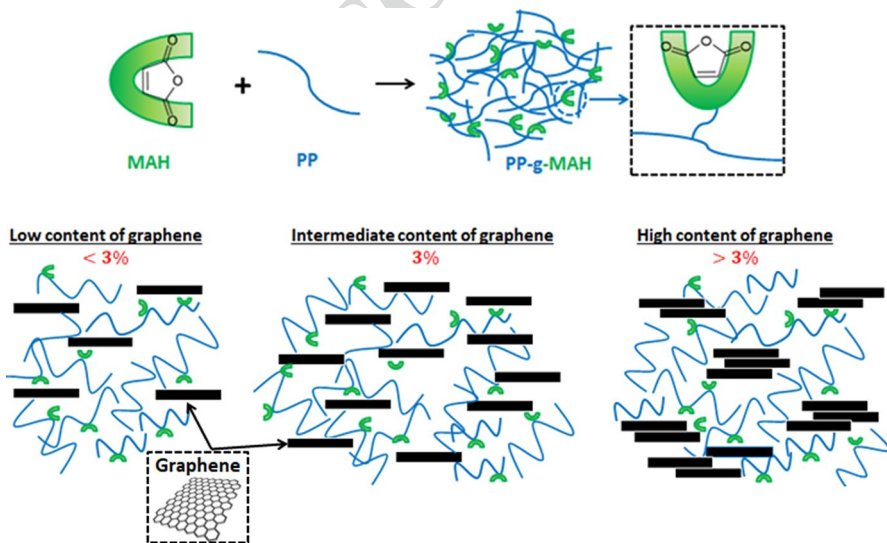 MAH
+
PP
PP-g-MAH
Low content of graphene
< 3%
Intermediate content of graphene
3%
High content of graphene
> 3%
Graphene
O
O
O
O
O
O